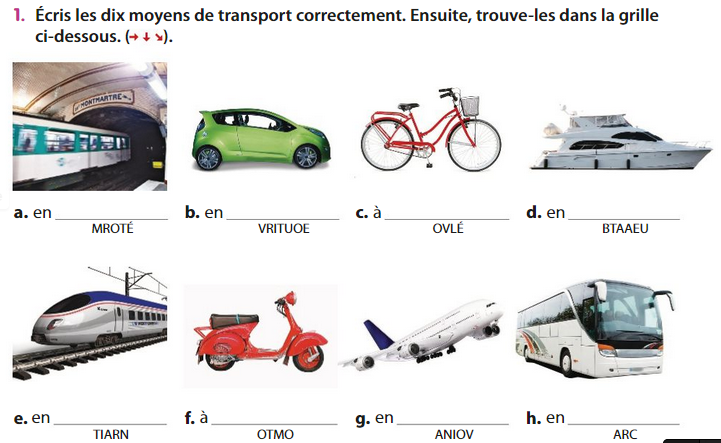 1. Écris les dix moyens de transport correctement. Ensuite, trouve-les dans la grille
ci-dessous. (→ ↓ ↘).
MONTMARTRE
a. en ____________
MROTÉ
b. en ____________
VRITUOE
c. à ____________
OVLÉ
d. en ____________
BTAAEU
e. en ____________
TIARN
f. à ____________
OTMO
g. en ____________
ANIOV
h. en ____________
ARC